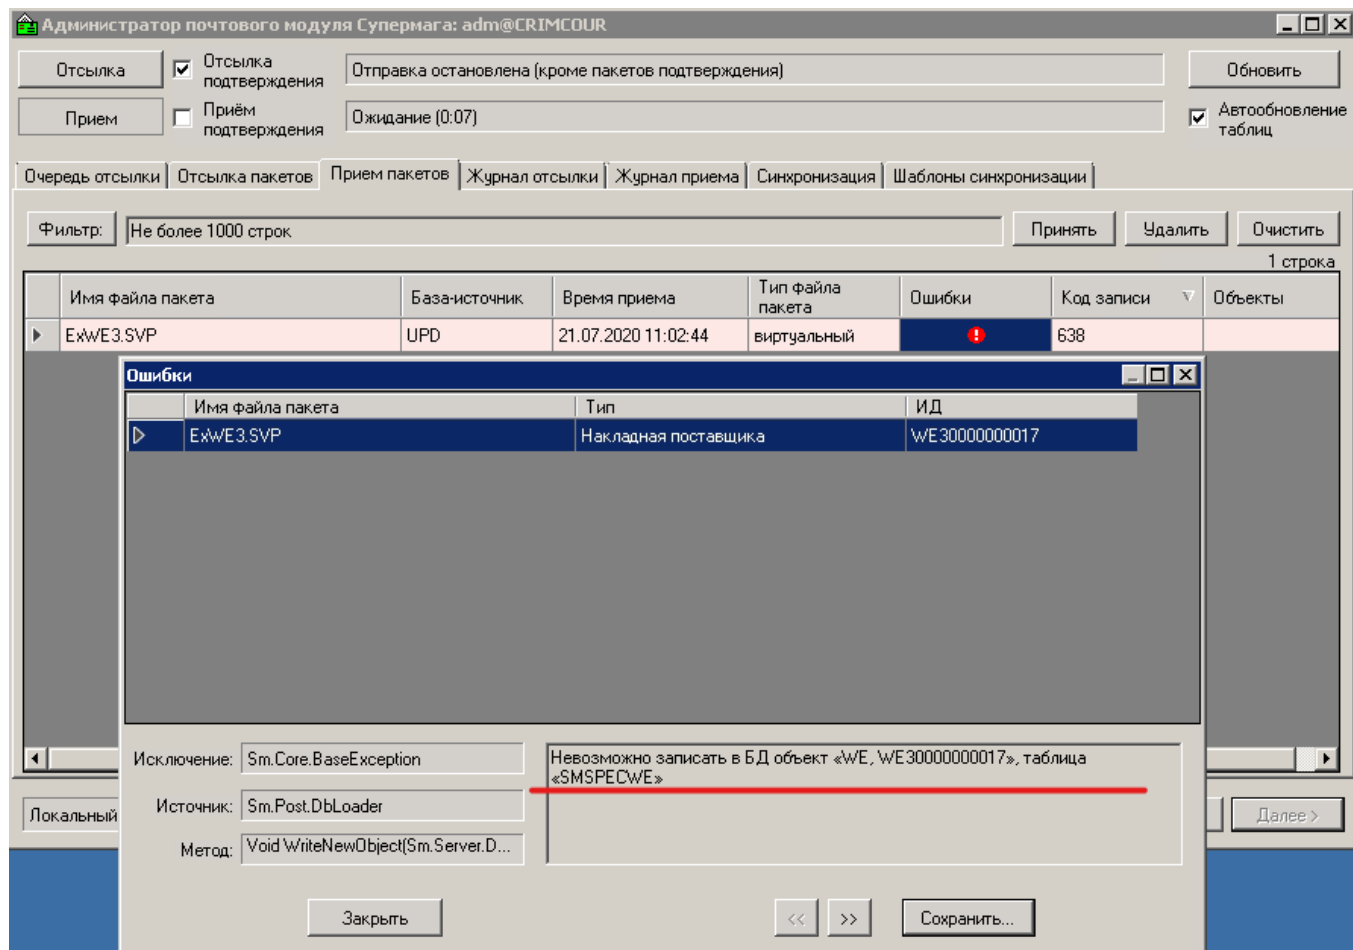 Администратор почтового модуля Супермага: adm@CRIMCOUR
Отсылка
Отсылка подтверждения
Отправка остановлена (кроме пакетов подтверждения)
Обновить
Прием
Приём подтверждения
Ожидание (0:07)
Автообновление таблиц
Очередь отсылки Отсылка пакетов Прием пакетов Журнал отсылки Журнал приема Синхронизация Шаблоны синхронизации
Фильтр: Не более 1000 строк Принять Удалить Очистить
1 строка
Имя файла пакета База-источник Время приема Тип файла пакета Ошибки Код записи Объекты
ExWE3.SVP UPD 21.07.2020 11:02:44 виртуальный 638
Ошибки
Имя файла пакета Тип ИД
ExWE3.SVP Накладная поставщика WE30000000017
Исключение: Sm.Core.BaseException
Невозможно записать в БД объект «WE, WE30000000017», таблица
«SMSPECWE»
Источник: Sm.Post.DbLoader
Метод: Void WriteNewObject(Sm.Server.D...
Локальный
Далее >
Закрыть << >> Сохранить...